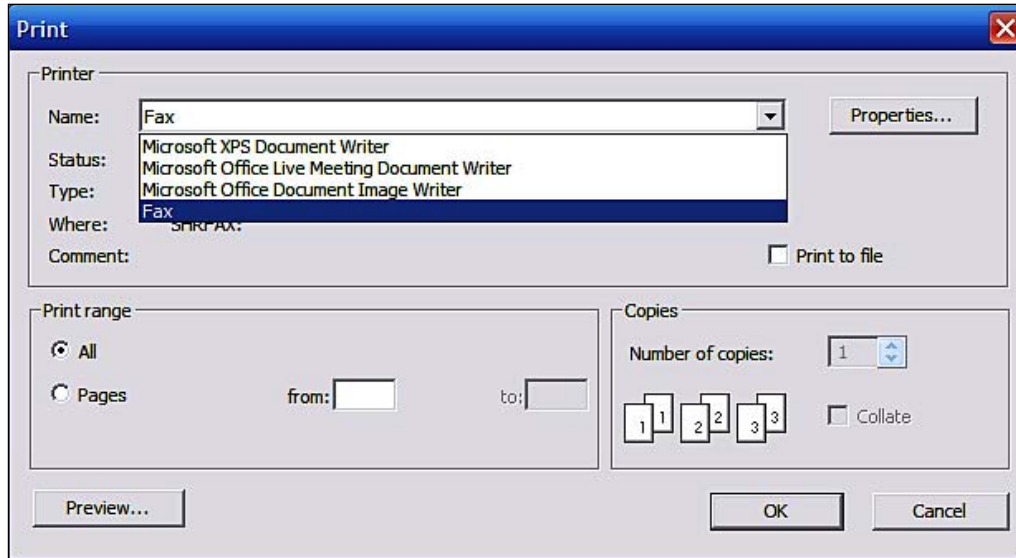 Print
Printer
Name:
Fax
Properties...
Microsoft XPS Document Writer
Status:
Microsoft Office Live Meeting Document Writer
Type:
Microsoft Office Document Image Writer
Fax
Where:
SHRFAX:
Comment:
Print to file
Print range
All
Pages
from:
to:
Copies
Number of copies:
1
1 1 2 2 3 3
Collate
Preview...
OK
Cancel